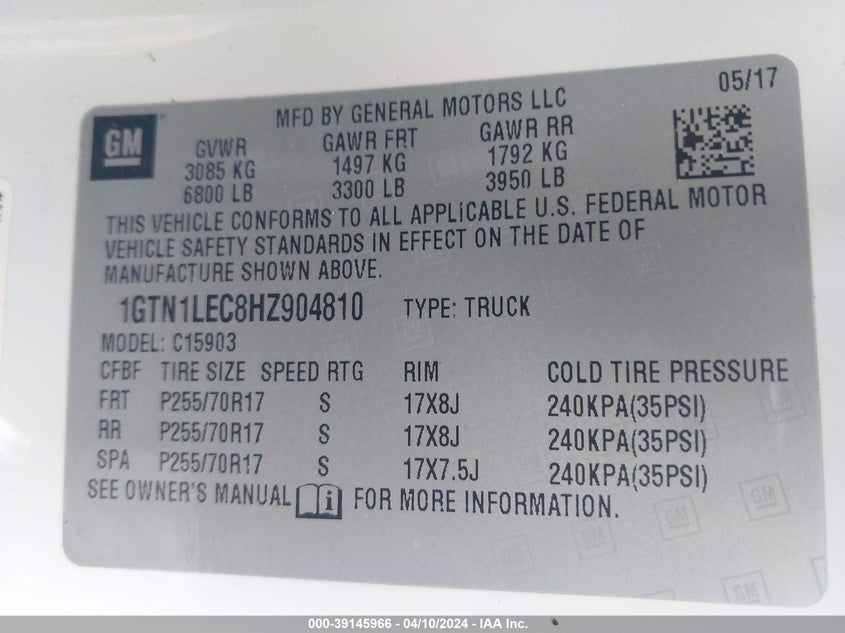 05/17
MFD BY GENERAL MOTORS LLC
GM
GVWR GAWR FRT GAWR RR
3085 KG 1497 KG 1792 KG
6800 LB 3300 LB 3950 LB
THIS VEHICLE CONFORMS TO ALL APPLICABLE U.S. FEDERAL MOTOR
VEHICLE SAFETY STANDARDS IN EFFECT ON THE DATE OF
MANUFACTURE SHOWN ABOVE.
1GTN1LEC8HZ904810 TYPE: TRUCK
MODEL: C15903
CFBF TIRE SIZE SPEED RTG RIM COLD TIRE PRESSURE
FRT P255/70R17 S 17X8J 240KPA(35PSI)
RR P255/70R17 S 17X8J 240KPA(35PSI)
SPA P255/70R17 S 17X7.5J 240KPA(35PSI)
SEE OWNER'S MANUAL i FOR MORE INFORMATION.
000-39145966 - 04/10/2024 - IAA Inc.